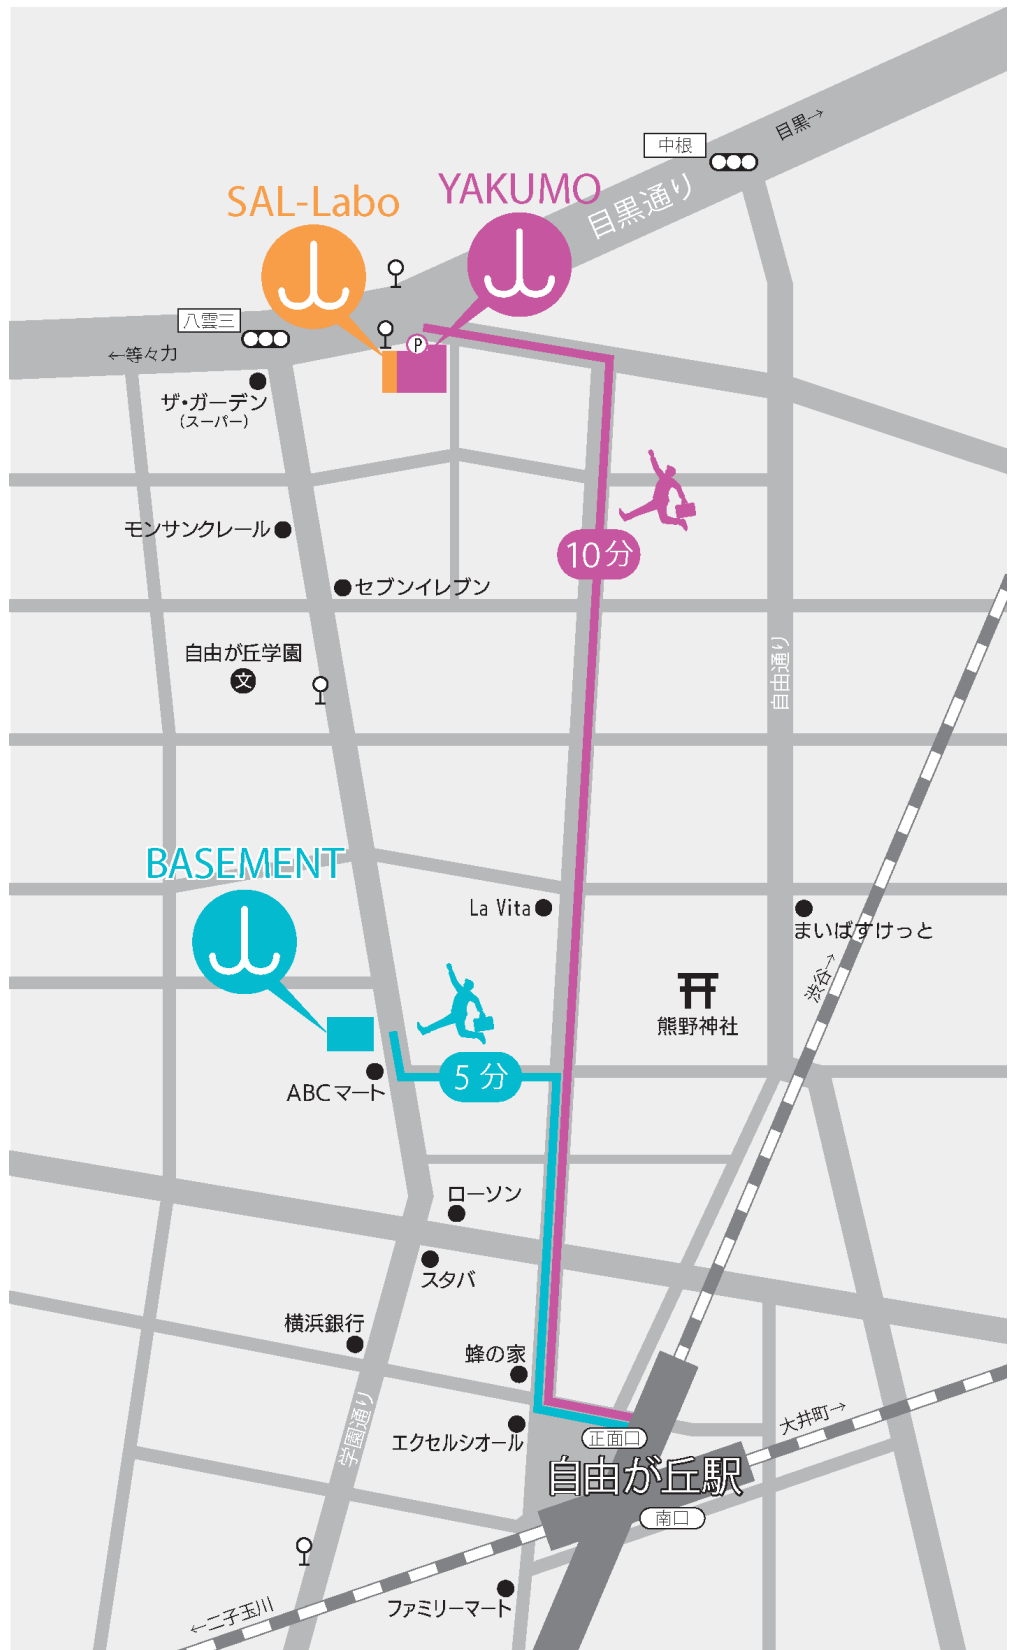 目黒→
中根
YAKUMO
SAL-Labo
目黒通り
八雲三
P
←等々力
ザ・ガーデン
(スーパー)
モンサンクレール
10分
セブンイレブン
自由が丘学園
文
自由通り
BASEMENT
La Vita
まいばすけっと
渋谷→
熊野神社
5分
ABCマート
ローソン
スタバ
横浜銀行
蜂の家
学園通り
エクセルシオール
正面口
大井町→
自由が丘駅
南口
ファミリーマート
←二子玉川